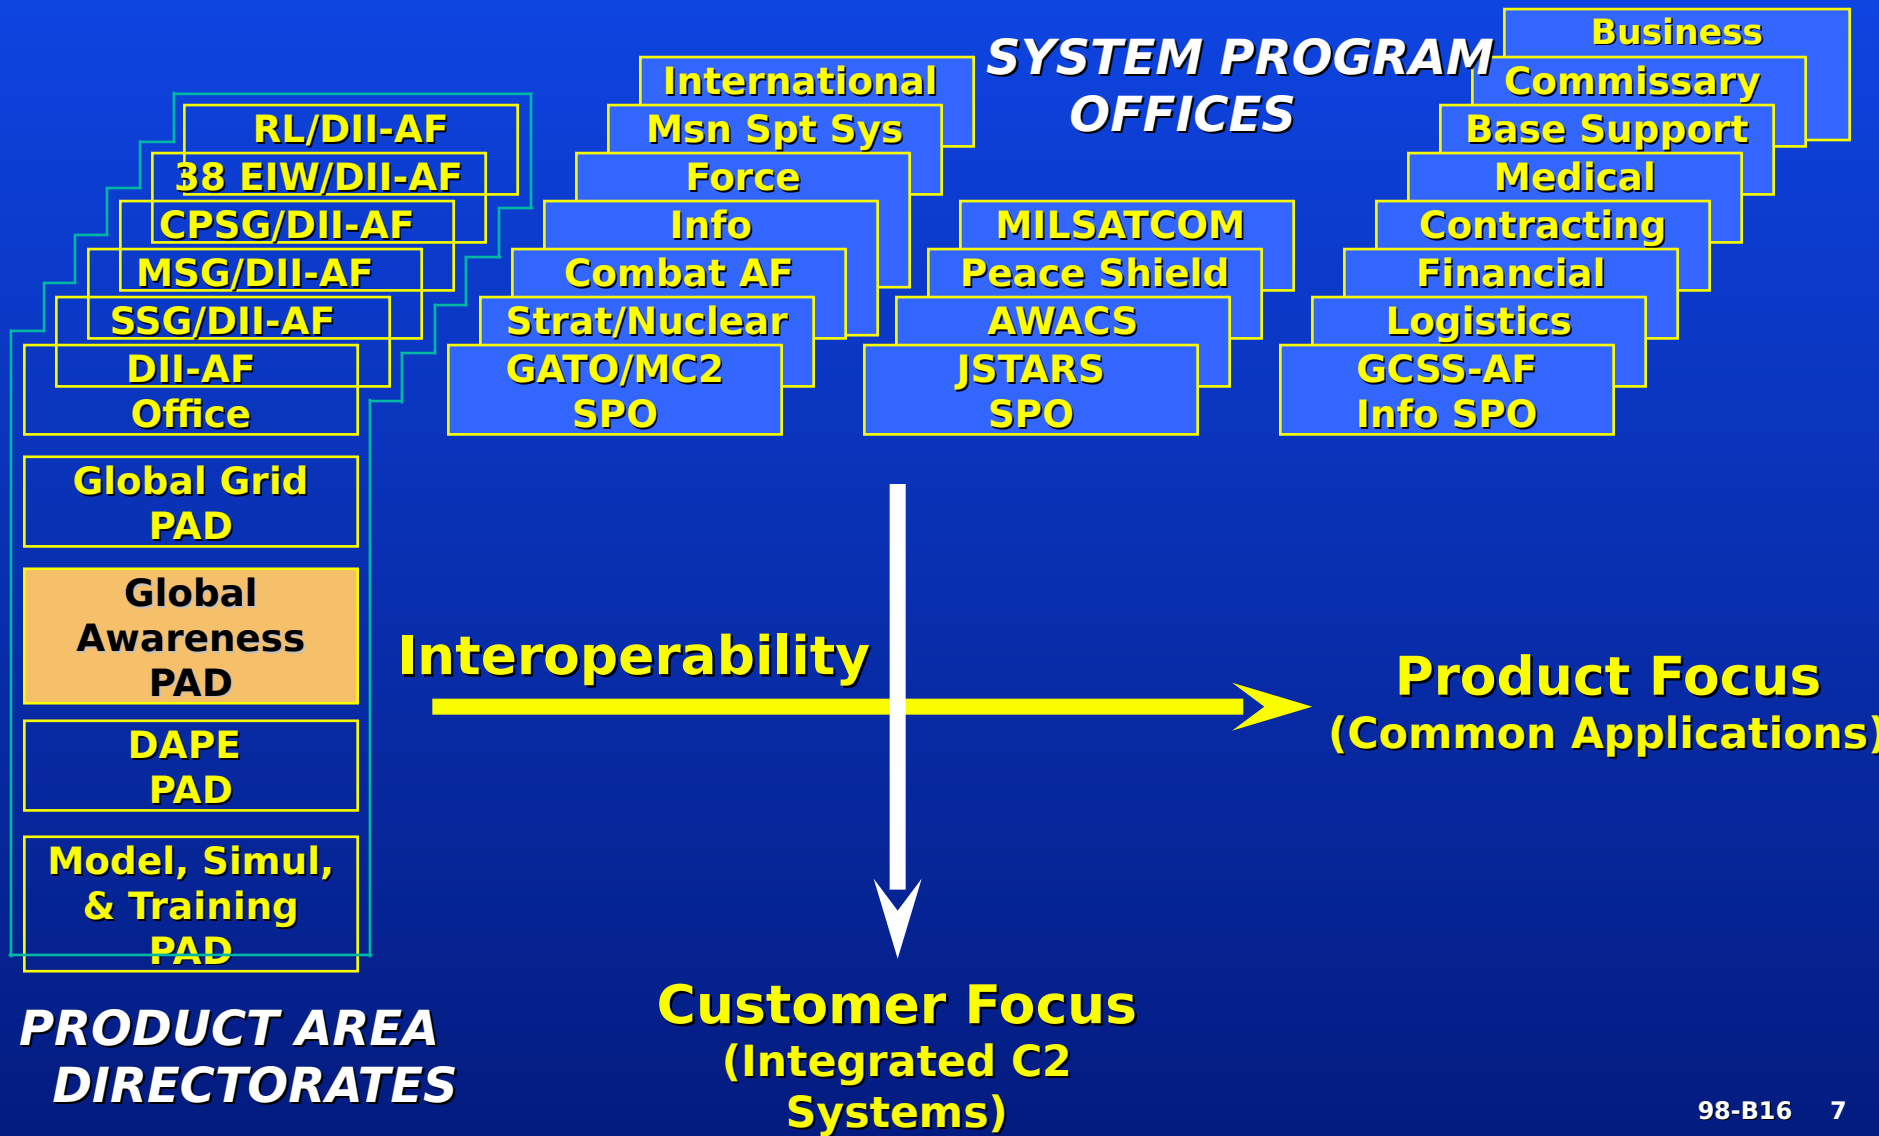 SYSTEM PROGRAM
OFFICES
RL/DII-AF
38 EIW/DII-AF
CPSG/DII-AF
MSG/DII-AF
SSG/DII-AF
DII-AF
Office
Global Grid
PAD
Global
Awareness
PAD
DAPE
PAD
Model, Simul,
& Training
PAD
PRODUCT AREA
DIRECTORATES
International
Msn Spt Sys
Force
Info
Combat AF
Strat/Nuclear
GATO/MC2
SPO
MILSATCOM
Peace Shield
AWACS
JSTARS
SPO
Business
Commissary
Base Support
Medical
Contracting
Financial
Logistics
GCSS-AF
Info SPO
Interoperability
Product Focus
(Common Applications)
Customer Focus
(Integrated C2
Systems)
98-B16 7